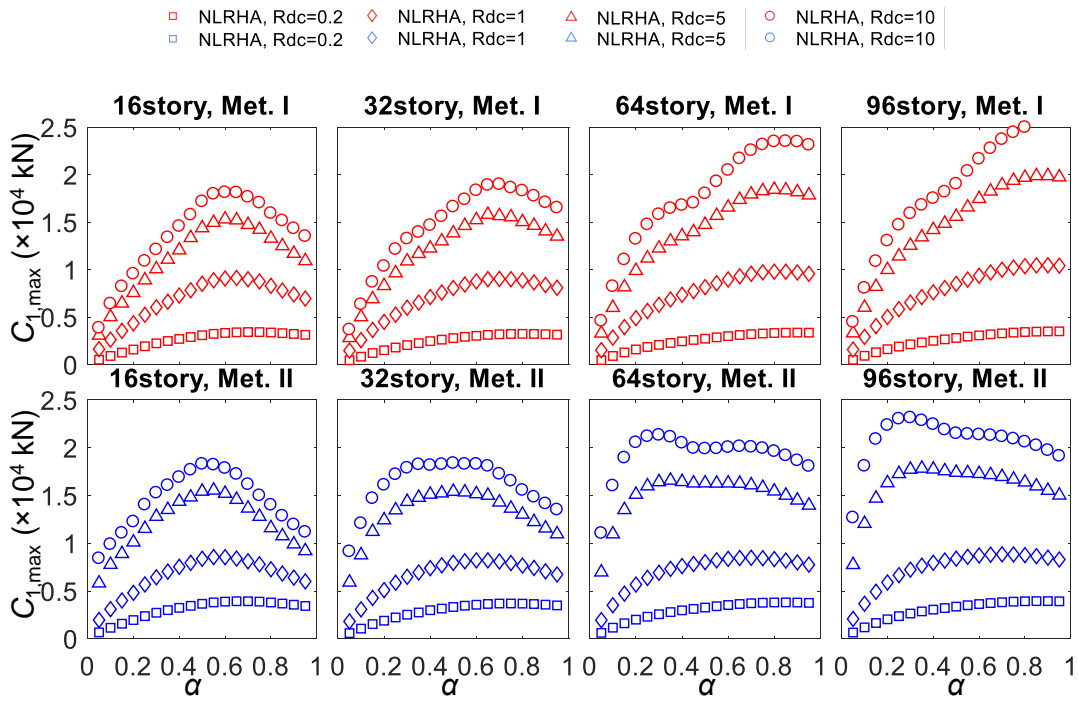 NLRHA, Rdc=0.2 NLRHA, Rdc=1 NLRHA, Rdc=5 NLRHA, Rdc=10
NLRHA, Rdc=0.2 NLRHA, Rdc=1 NLRHA, Rdc=5 NLRHA, Rdc=10
16story, Met. I 32story, Met. I 64story, Met. I 96story, Met. I
2.5
2
1.5
1
0.5
0
C1,max (×10⁴ kN)
16story, Met. II 32story, Met. II 64story, Met. II 96story, Met. II
2.5
2
1.5
1
0.5
0
C1,max (×10⁴ kN)
0 0.2 0.4 0.6 0.8 1 0 0.2 0.4 0.6 0.8 1 0 0.2 0.4 0.6 0.8 1 0 0.2 0.4 0.6 0.8 1
α α α α